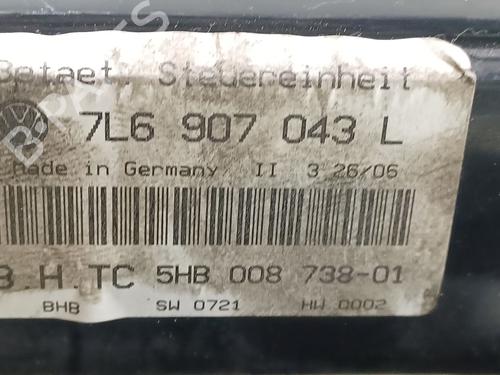 Betaet. Steuereinheit
7L6 907 043 L
made in Germany II 3 26/06
B.H.TC 5HB 008 738-01
BHB SW 0721 HW 0002